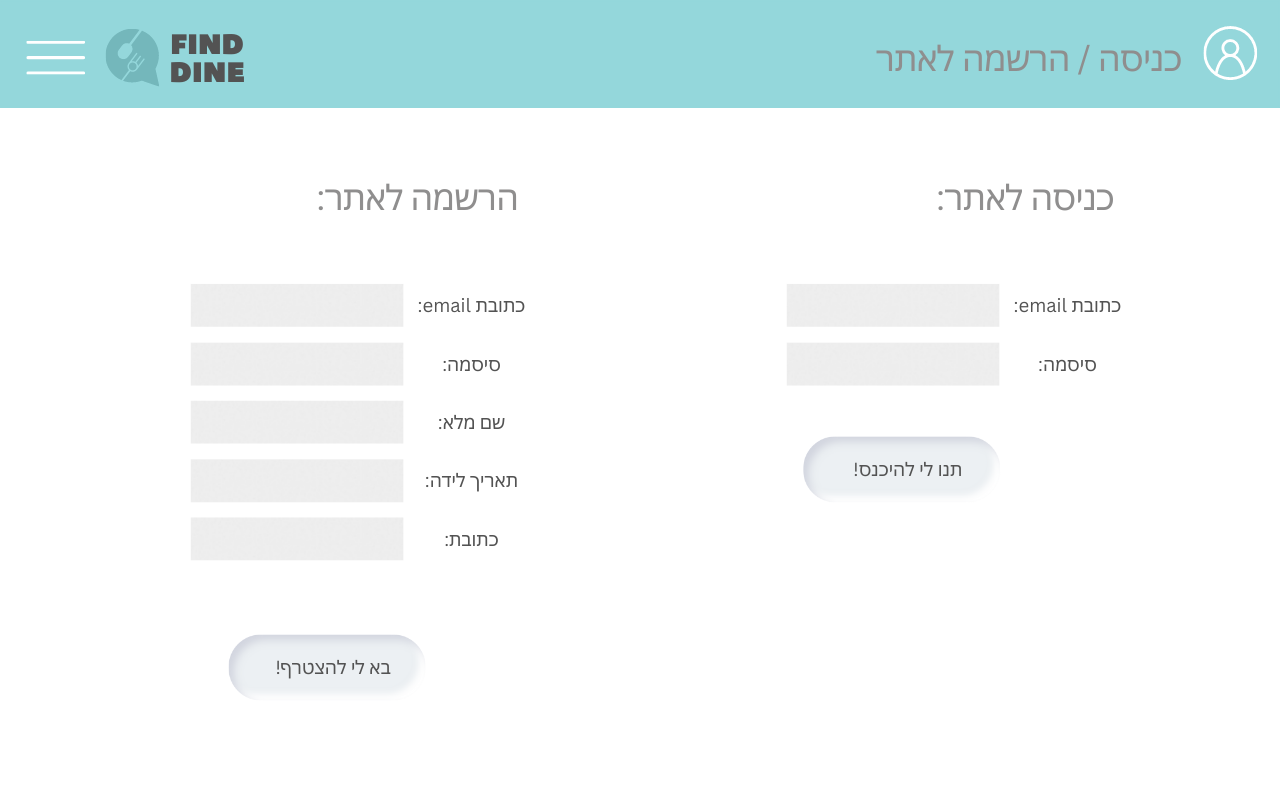 כניסה / הרשמה לאתר
FIND
DINE
כניסה לאתר:
כתובת email:
סיסמה:
תנו לי להיכנס!
הרשמה לאתר:
כתובת email:
סיסמה:
שם מלא:
תאריך לידה:
כתובת:
בא לי להצטרף!